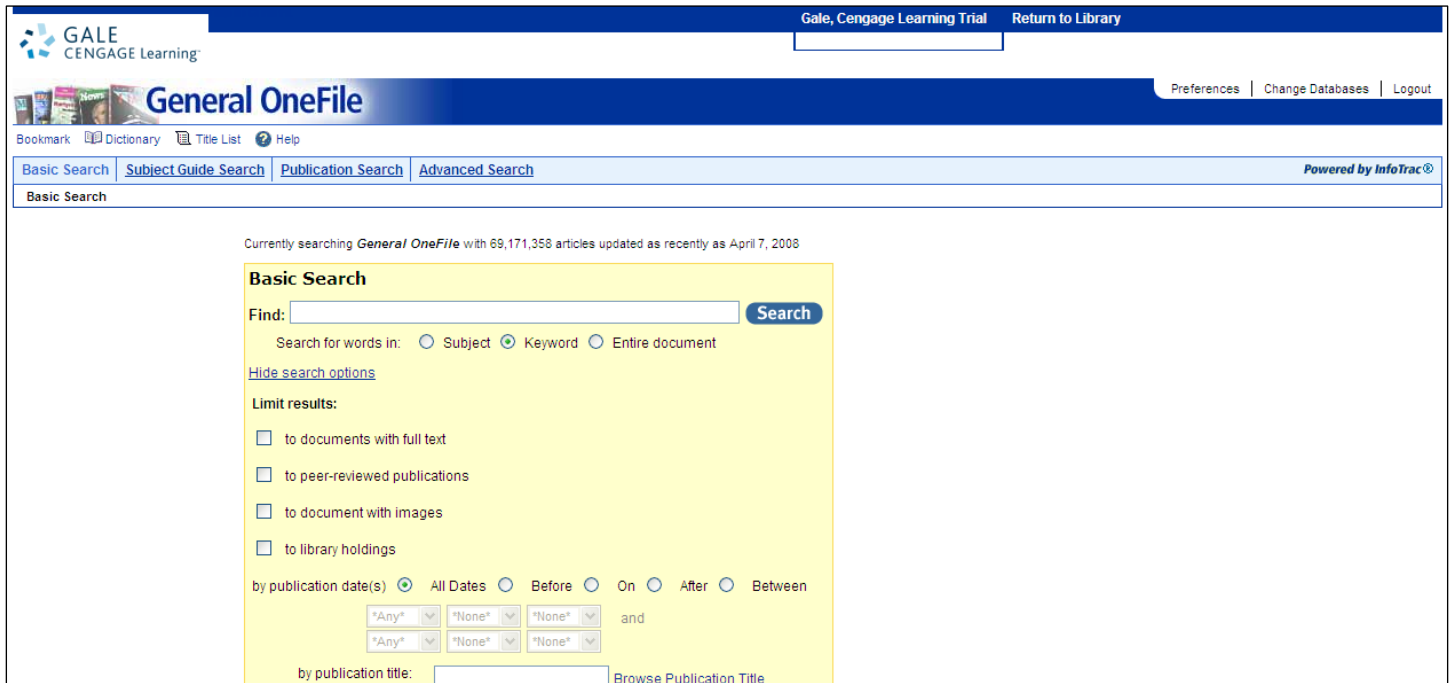 Gale, Cengage Learning Trial Return to Library
GALE
CENGAGE Learning
General OneFile
Preferences | Change Databases | Logout
Bookmark Dictionary Title List Help
Basic Search Subject Guide Search Publication Search Advanced Search Powered by InfoTrac®
Basic Search
Currently searching General OneFile with 69,171,358 articles updated as recently as April 7, 2008
Basic Search
Find: Search
Search for words in: Subject Keyword Entire document
Hide search options
Limit results:
to documents with full text
to peer-reviewed publications
to document with images
to library holdings
by publication date(s) All Dates Before On After Between
*Any* *None* *None* and
*Any* *None* *None*
by publication title: Browse Publication Title